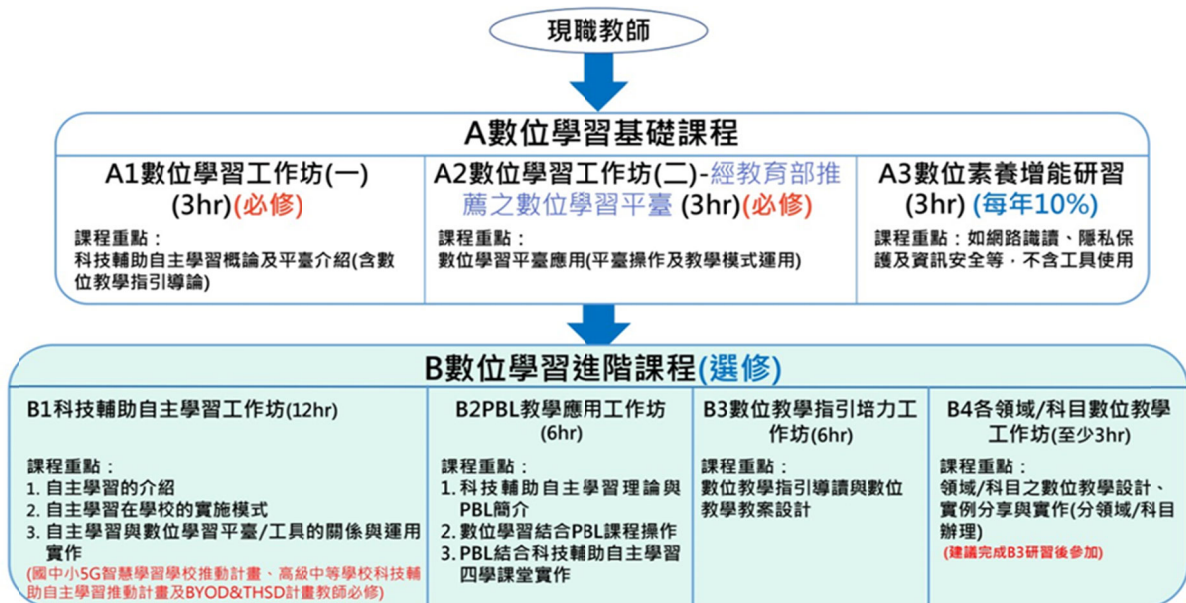 現職教師
A數位學習基礎課程
A1數位學習工作坊(一)
(3hr)(必修)
課程重點：
科技輔助自主學習概論及平臺介紹(含數
位教學指引導論)
A2數位學習工作坊(二)-經教育部推
薦之數位學習平臺 (3hr)(必修)
課程重點：
數位學習平臺應用(平臺操作及教學模式運用)
A3數位素養增能研習
(3hr) (每年10%)
課程重點：如網路識讀、隱私保
護及資訊安全等，不含工具使用
B數位學習進階課程(選修)
B1科技輔助自主學習工作坊(12hr)
課程重點：
1. 自主學習的介紹
2. 自主學習在學校的實施模式
3. 自主學習與數位學習平臺/工具的關係與運用
實作
(國中小5G智慧學習學校推動計畫、高級中等學校科技輔
助自主學習推動計畫及BYOD&THSD計畫教師必修)
B2PBL教學應用工作坊
(6hr)
課程重點：
1. 科技輔助自主學習理論與
PBL簡介
2. 數位學習結合PBL課程操作
3. PBL結合科技輔助自主學習
四學課堂實作
B3數位教學指引培力工
作坊(6hr)
課程重點：
數位教學指引導讀與數位
教學教案設計
B4各領域/科目數位教學
工作坊(至少3hr)
課程重點：
領域/科目之數位教學設計、
實例分享與實作(分領域/科目
辦理)
(建議完成B3研習後參加)